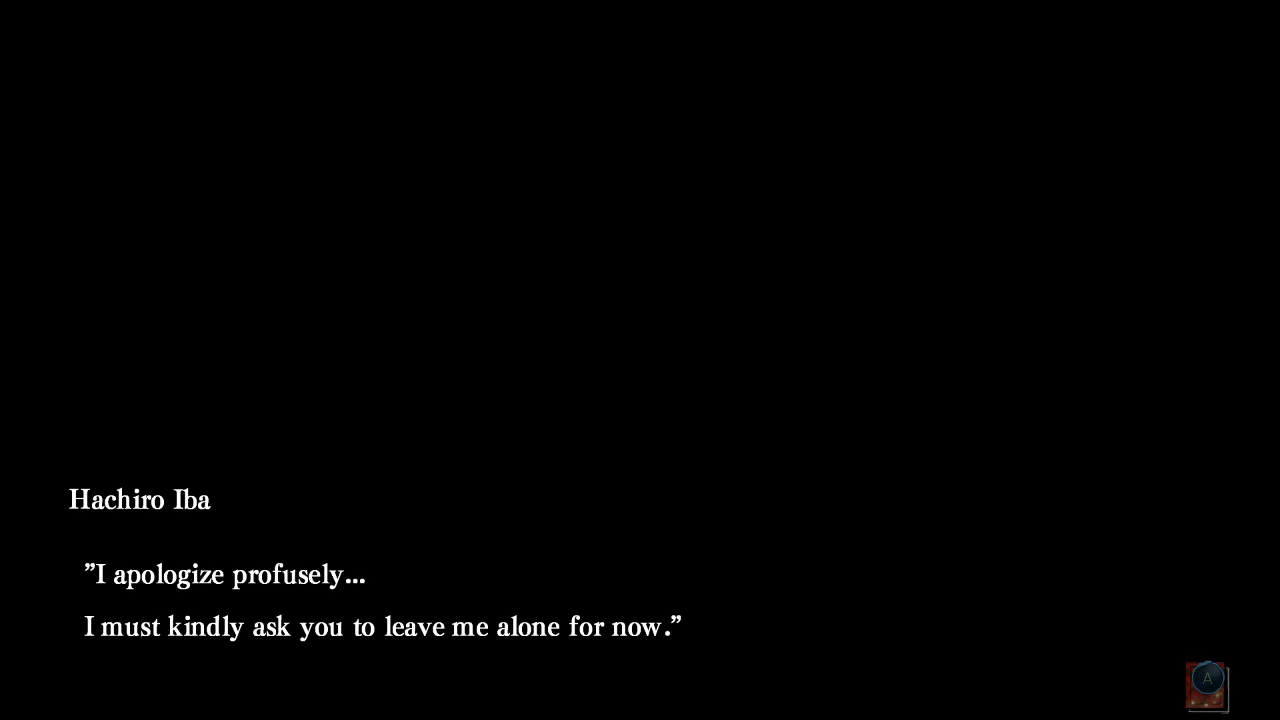 Hachiro Iba
”I apologize profusely...
I must kindly ask you to leave me alone for now.”
A